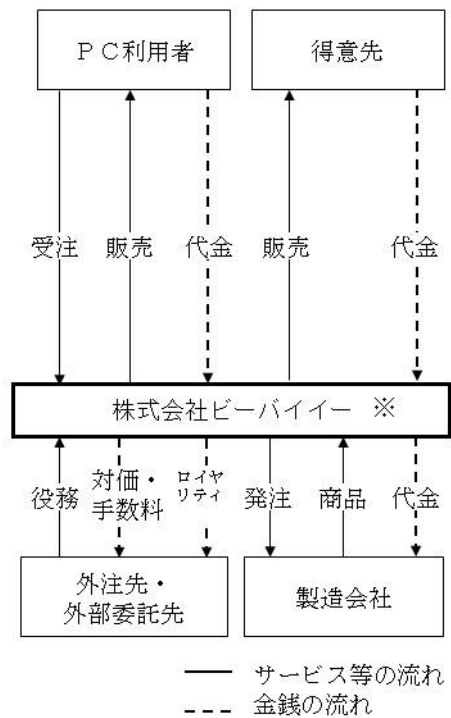 ＰＣ利用者
得意先
受注
販売
代金
販売
代金
株式会社ビーバイイー ※
役務
対価・
手数料
ロイヤ
リティ
発注
商品
代金
外注先・
外部委託先
製造会社
サービス等の流れ
金銭の流れ